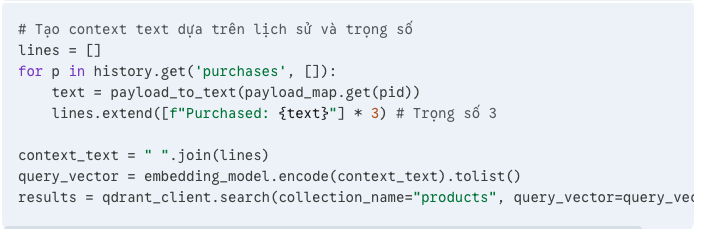 # Tạo context text dựa trên lịch sử và trọng số
lines = []
for p in history.get('purchases', []):
    text = payload_to_text(payload_map.get(pid))
    lines.extend([f"Purchased: {text}"] * 3) # Trọng số 3

context_text = " ".join(lines)
query_vector = embedding_model.encode(context_text).tolist()
results = qdrant_client.search(collection_name="products", query_vector=query_vec